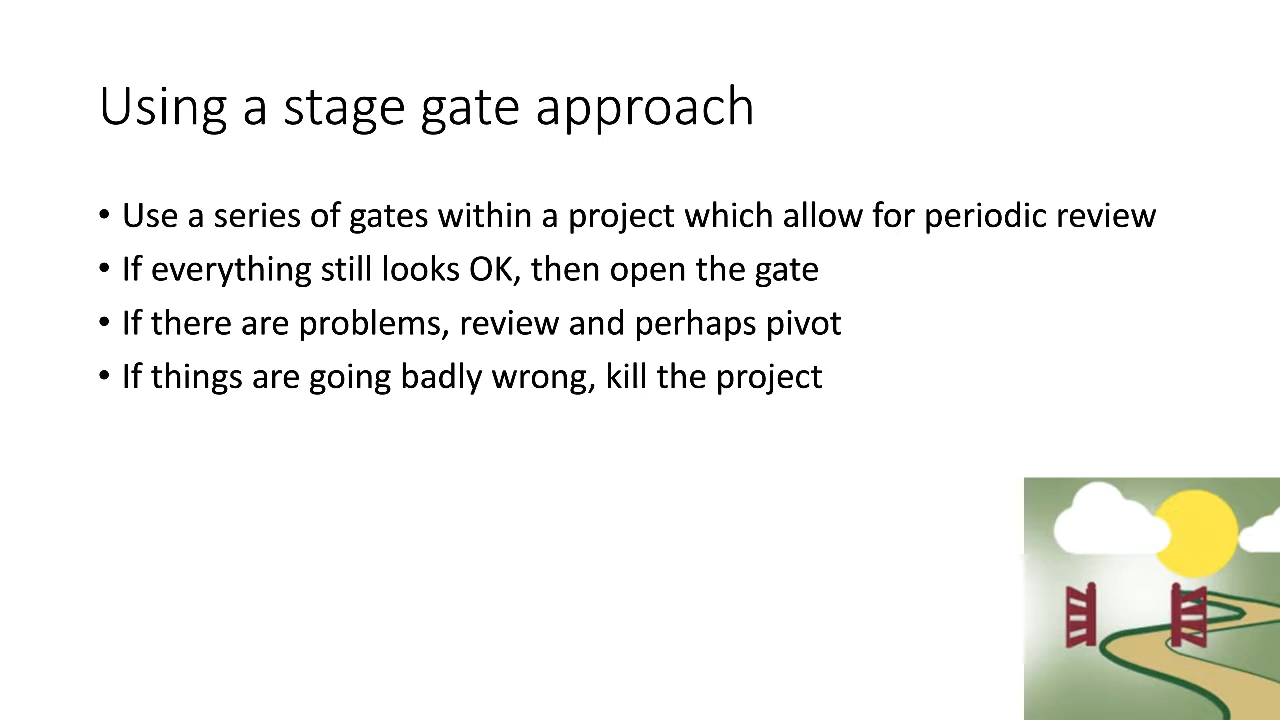 Using a stage gate approach
• Use a series of gates within a project which allow for periodic review
• If everything still looks OK, then open the gate
• If there are problems, review and perhaps pivot
• If things are going badly wrong, kill the project